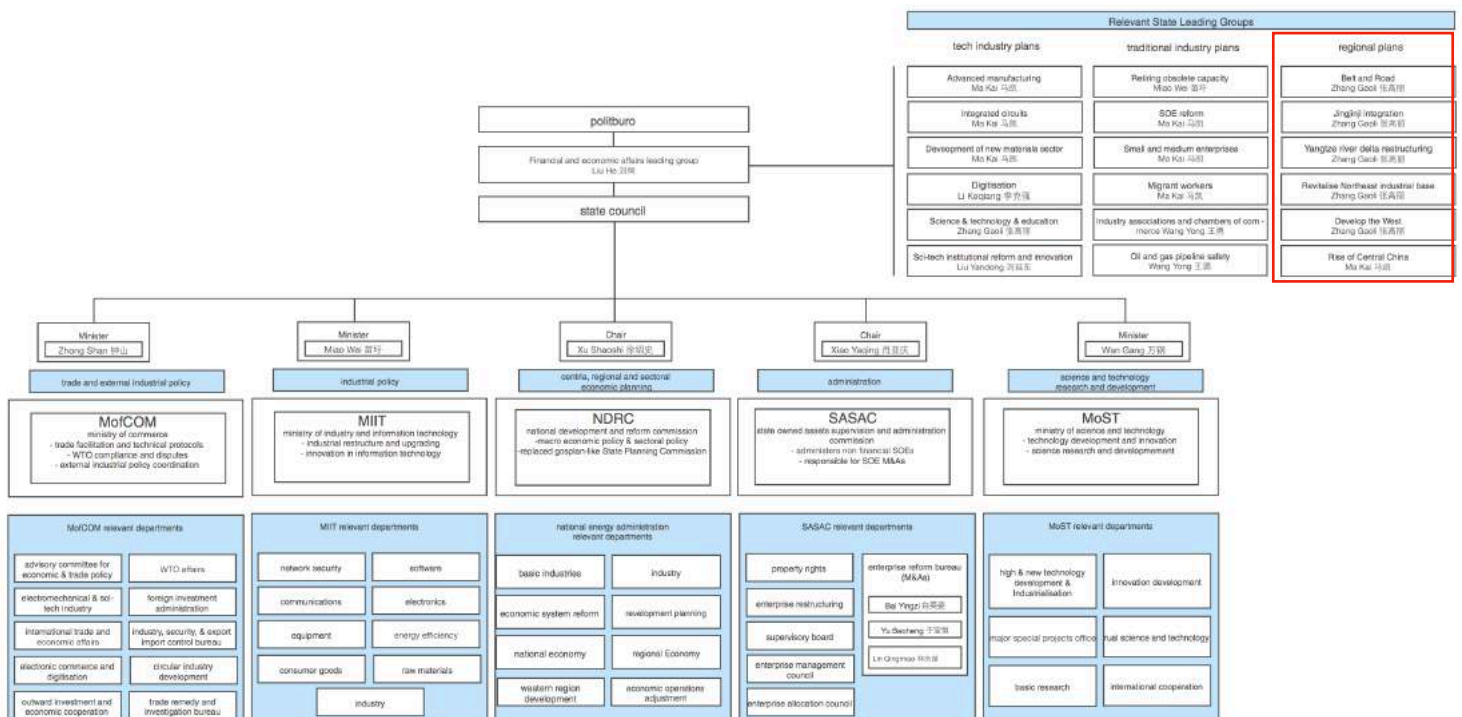 Relevant State Leading Groups
tech industry plans
Advanced manufacturing
Ma Kai 马凯
Integrated circuits
Ma Kai 马凯
Deveopment of new materials sector
Ma Kai 马凯
Digitisation
Li Keqiang 李克强
Science & technology & education
Zhang Gaoli 张高丽
Sci-tech institutional reform and innovation
Liu Yandong 刘延东
traditional industry plans
Retiring obsolete capacity
Miao Wei 苗圩
SOE reform
Ma Kai 马凯
Small and medium enterprises
Ma Kai 马凯
Migrant workers
Ma Kai 马凯
Industry associations and chambers of com -
merce Wang Yong 王勇
Oil and gas pipeline safety
Wang Yong 王勇
regional plans
Belt and Road
Zhang Gaoli 张高丽
Jingjinji integration
Zhang Gaoli 张高丽
Yangtze river delta restructuring
Zhang Gaoli 张高丽
Revitalise Northeast industrial base
Zhang Gaoli 张高丽
Develop the West
Zhang Gaoli 张高丽
Rise of Central China
Ma Kai 马凯
politburo
Financial and economic affairs leading group
Liu He 刘鹤
state council
Minister
Zhong Shan 钟山
trade and external industrial policy
MofCOM
ministry of commerce
- trade facilitation and technical protocols
- WTO compliance and disputes
- external industrial policy coordination
Minister
Miao Wei 苗圩
industrial policy
MIIT
ministry of industry and information technology
- industrial restructure and upgrading
- innovation in information technology
Chair
Xu Shaoshi 徐绍史
centria, regional and sectoral
economic planning
NDRC
national development and reform commission
- macro economic policy & sectoral policy
-replaced gosplan-like State Planning Commission
Chair
Xiao Yaqing 肖亚庆
administration
SASAC
state owned assets supervision and administration
commission
- administers non financial SOEs
- responsible for SOE M&As
Minister
Wan Gang 万钢
science and technology
research and development
MoST
ministry of science and technology
- technology development and innovation
- science research and developmement
MofCOM relevant departments
advisory committee for
economic & trade policy
WTO affairs
electromechanical & sci-
tech industry
foreign investment
administration
international trade and
economic affairs
industry, security, & export
import control bureau
electronic commerce and
digitisation
circular industry
development
outward investment and
economic cooperation
trade remedy and
investigation bureau
MIIT relevant departments
network security
software
communications
electronics
equipment
energy efficiency
consumer goods
raw materials
industry
national energy administration
relevant departments
basic industries
industry
economic system reform
development planning
national economy
regional Economy
western region
development
economic operations
adjustment
SASAC relevant departments
property rights
enterprise restructuring
supervisory board
enterprise management
council
enterprise allocation council
enterprise reform bureau
(M&As)
Bai Yingzi 白英姿
Yu Baoheng
Lin Qingmiao
MoST relevant departments
high & new technology
development &
Industrialisation
innovation development
major special projects office
rual science and technology
basic research
international cooperation